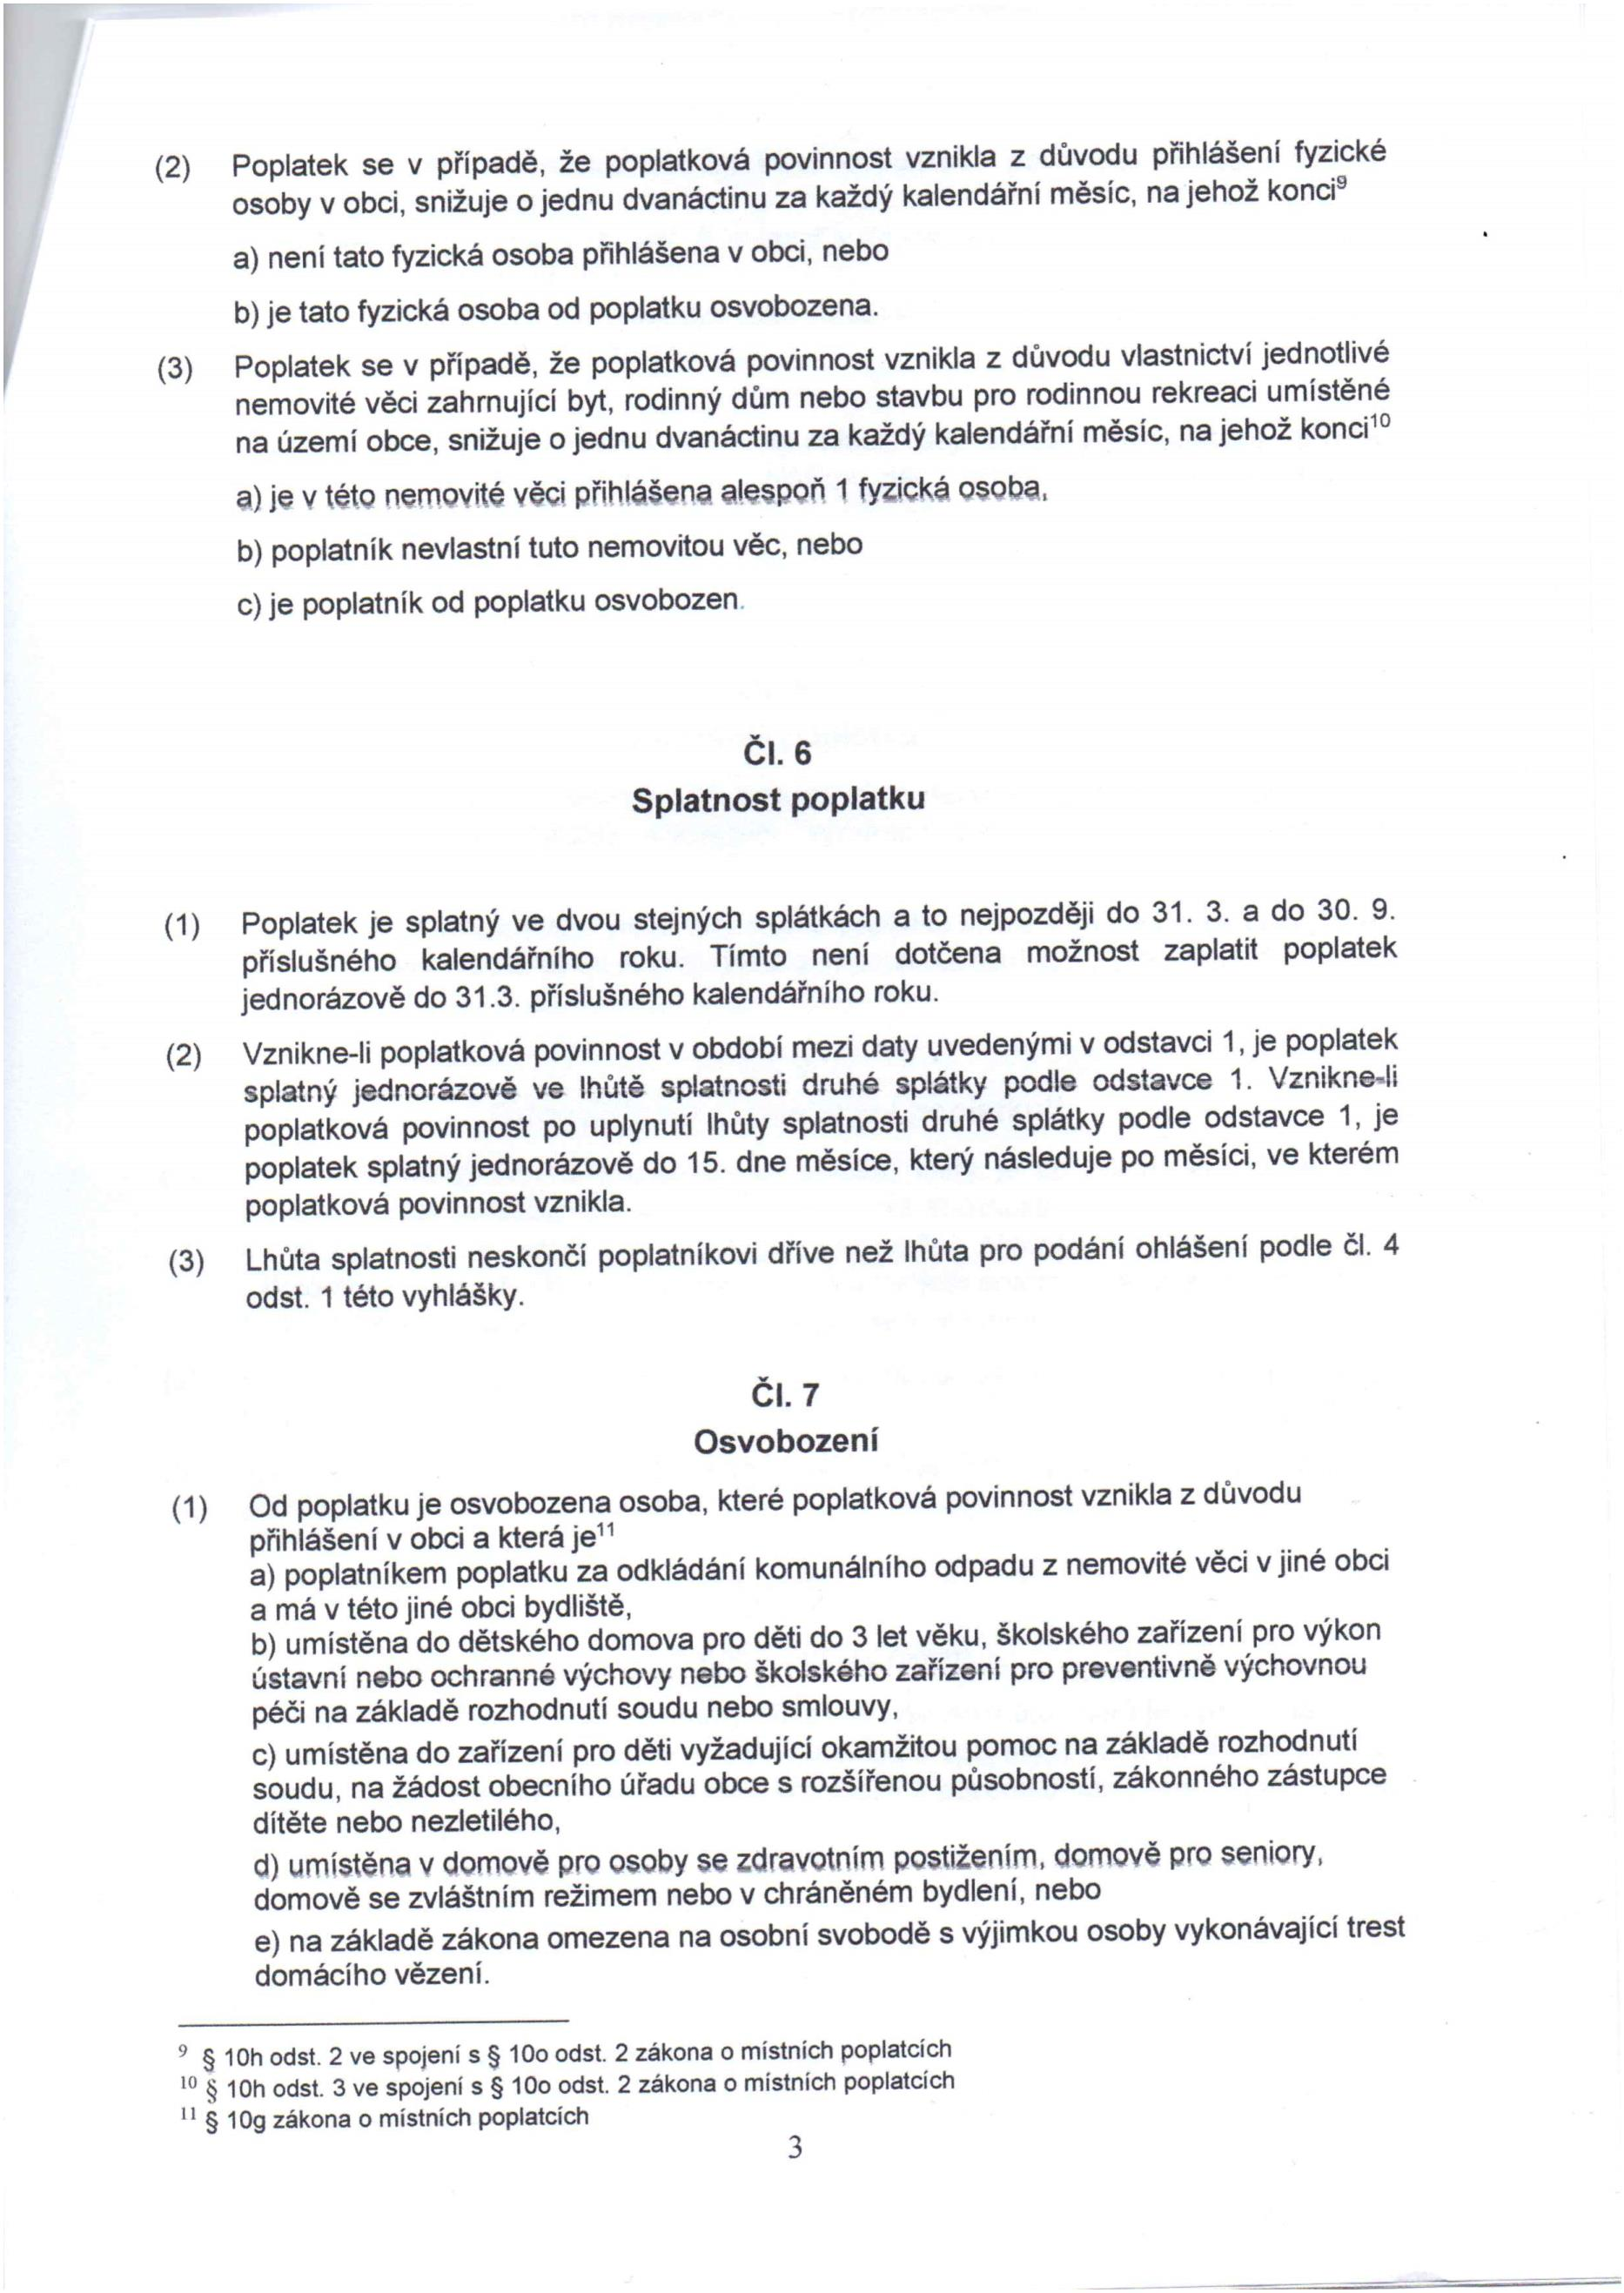 (2) Poplatek se v případě, že poplatková povinnost vznikla z důvodu přihlášení fyzické
osoby v obci, snižuje o jednu dvanáctinu za každý kalendářní měsíc, na jehož konci⁹
a) není tato fyzická osoba přihlášena v obci, nebo
b) je tato fyzická osoba od poplatku osvobozena.
(3) Poplatek se v případě, že poplatková povinnost vznikla z důvodu vlastnictví jednotlivé
nemovité věci zahrnující byt, rodinný dům nebo stavbu pro rodinnou rekreaci umístěné
na území obce, snižuje o jednu dvanáctinu za každý kalendářní měsíc, na jehož konci¹⁰
a) je v této nemovité věci přihlášena alespoň 1 fyzická osoba,
b) poplatník nevlastní tuto nemovitou věc, nebo
c) je poplatník od poplatku osvobozen.
Čl. 6
Splatnost poplatku
(1) Poplatek je splatný ve dvou stejných splátkách a to nejpozději do 31. 3. a do 30. 9.
příslušného kalendářního roku. Tímto není dotčena možnost zaplatit poplatek
jednorázově do 31.3. příslušného kalendářního roku.
(2) Vznikne-li poplatková povinnost v období mezi daty uvedenými v odstavci 1, je poplatek
splatný jednorázově ve lhůtě splatnosti druhé splátky podle odstavce 1. Vznikne-li
poplatková povinnost po uplynutí lhůty splatnosti druhé splátky podle odstavce 1, je
poplatek splatný jednorázově do 15. dne měsíce, který následuje po měsíci, ve kterém
poplatková povinnost vznikla.
(3) Lhůta splatnosti neskončí poplatníkovi dříve než lhůta pro podání ohlášení podle čl. 4
odst. 1 této vyhlášky.
Čl. 7
Osvobození
(1) Od poplatku je osvobozena osoba, které poplatková povinnost vznikla z důvodu
přihlášení v obci a která je¹¹
a) poplatníkem poplatku za odkládání komunálního odpadu z nemovité věci v jiné obci
a má v této jiné obci bydliště,
b) umístěna do dětského domova pro děti do 3 let věku, školského zařízení pro výkon
ústavní nebo ochranné výchovy nebo školského zařízení pro preventivně výchovnou
péči na základě rozhodnutí soudu nebo smlouvy,
c) umístěna do zařízení pro děti vyžadující okamžitou pomoc na základě rozhodnutí
soudu, na žádost obecního úřadu obce s rozšířenou působností, zákonného zástupce
dítěte nebo nezletilého,
d) umístěna v domově pro osoby se zdravotním postižením, domově pro seniory,
domově se zvláštním režimem nebo v chráněném bydlení, nebo
e) na základě zákona omezena na osobní svobodě s výjimkou osoby vykonávající trest
domácího vězení.
⁹ § 10h odst. 2 ve spojení s § 10o odst. 2 zákona o místních poplatcích
¹⁰ § 10h odst. 3 ve spojení s § 10o odst. 2 zákona o místních poplatcích
¹¹ § 10g zákona o místních poplatcích
3